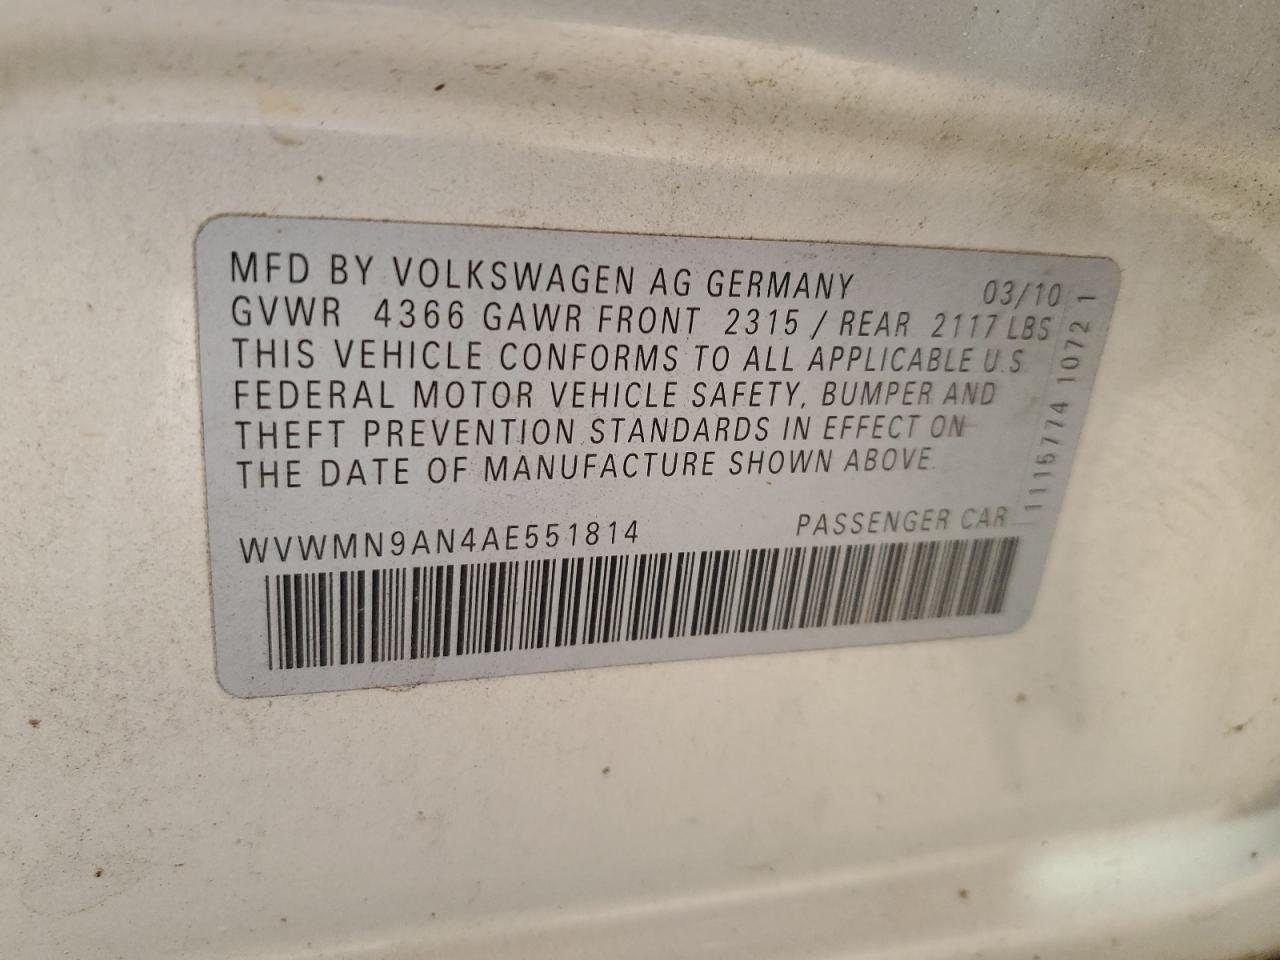 MFD BY VOLKSWAGEN AG GERMANY 03/10
GVWR 4366 GAWR FRONT 2315 / REAR 2117 LBS
THIS VEHICLE CONFORMS TO ALL APPLICABLE U.S
FEDERAL MOTOR VEHICLE SAFETY, BUMPER AND
THEFT PREVENTION STANDARDS IN EFFECT ON
THE DATE OF MANUFACTURE SHOWN ABOVE.
WVWMN9AN4AE551814 PASSENGER CAR
1115774 1072 1